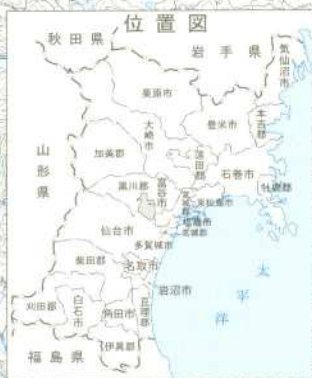 位置図
秋田県
岩手県
気仙沼市
栗原市
登米市
本吉郡
大崎市
加美郡
遠田郡
石巻市
牡鹿郡
山形県
黒川郡
富谷市
宮城郡
東松島市
塩竈市
宮城郡
仙台市
多賀城市
柴田郡
名取市
太平洋
岩沼市
刈田郡
白石市
角田市
亘理郡
伊具郡
福島県